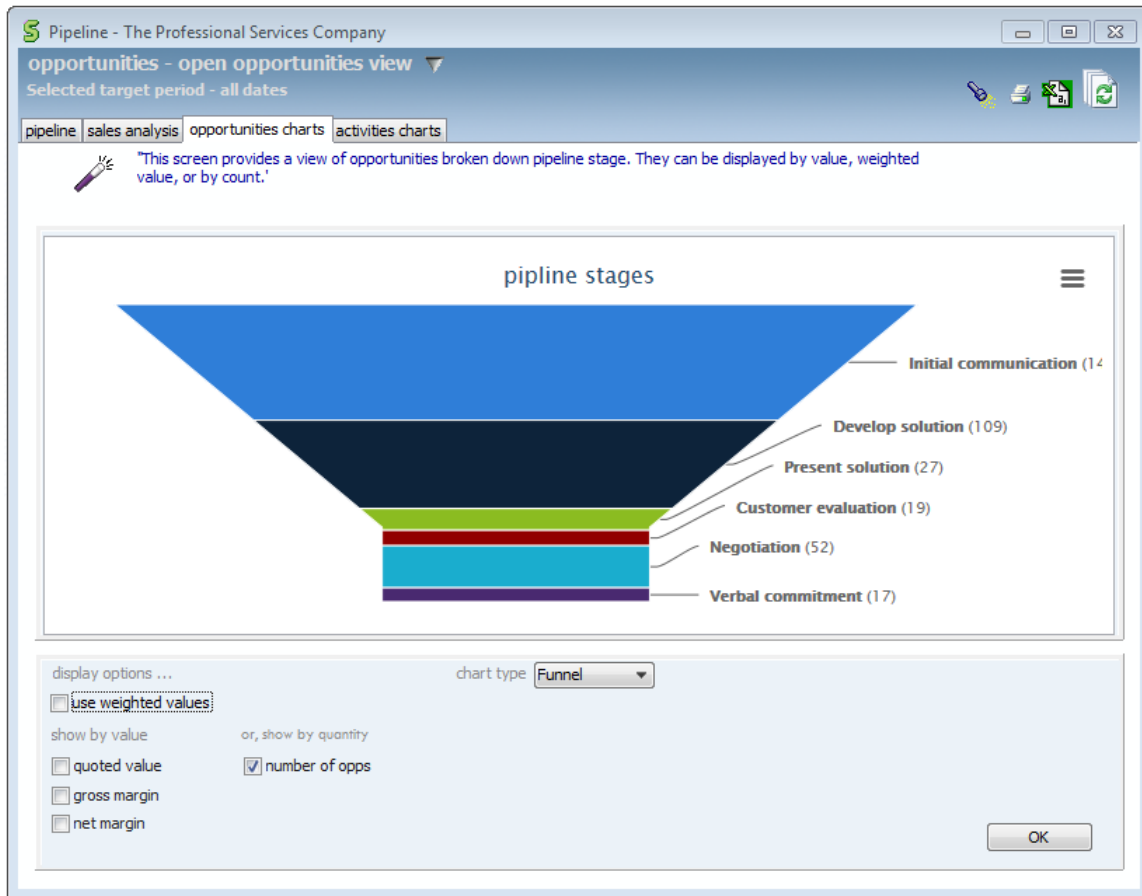 Pipeline - The Professional Services Company
opportunities - open opportunities view
Selected target period - all dates
pipeline
sales analysis
opportunities charts
activities charts
"This screen provides a view of opportunities broken down pipeline stage. They can be displayed by value, weighted
value, or by count.'
pipline stages
Initial communication (14
Develop solution (109)
Present solution (27)
Customer evaluation (19)
Negotiation (52)
Verbal commitment (17)
display options ...
chart type
Funnel
use weighted values
show by value
or, show by quantity
quoted value
number of opps
gross margin
net margin
OK